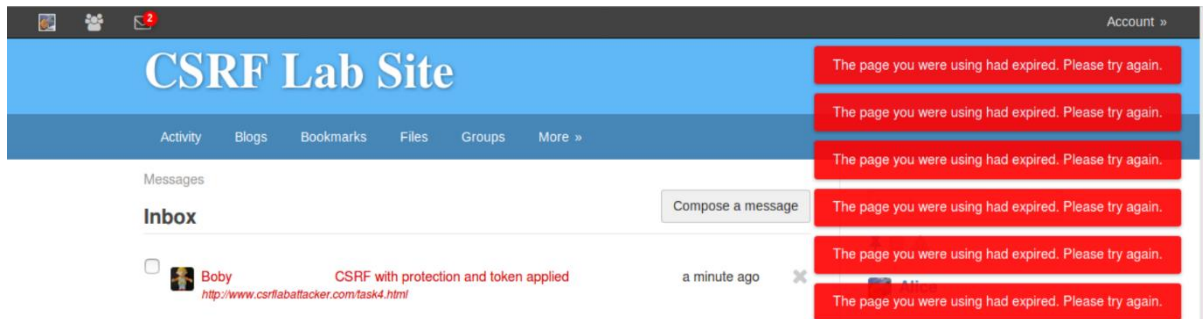 2
Account »
CSRF Lab Site
Activity Blogs Bookmarks Files Groups More »
The page you were using had expired. Please try again.
The page you were using had expired. Please try again.
The page you were using had expired. Please try again.
The page you were using had expired. Please try again.
The page you were using had expired. Please try again.
The page you were using had expired. Please try again.
Messages
Inbox
Compose a message
Boby CSRF with protection and token applied a minute ago
http://www.csrflabattacker.com/task4.html
Alice